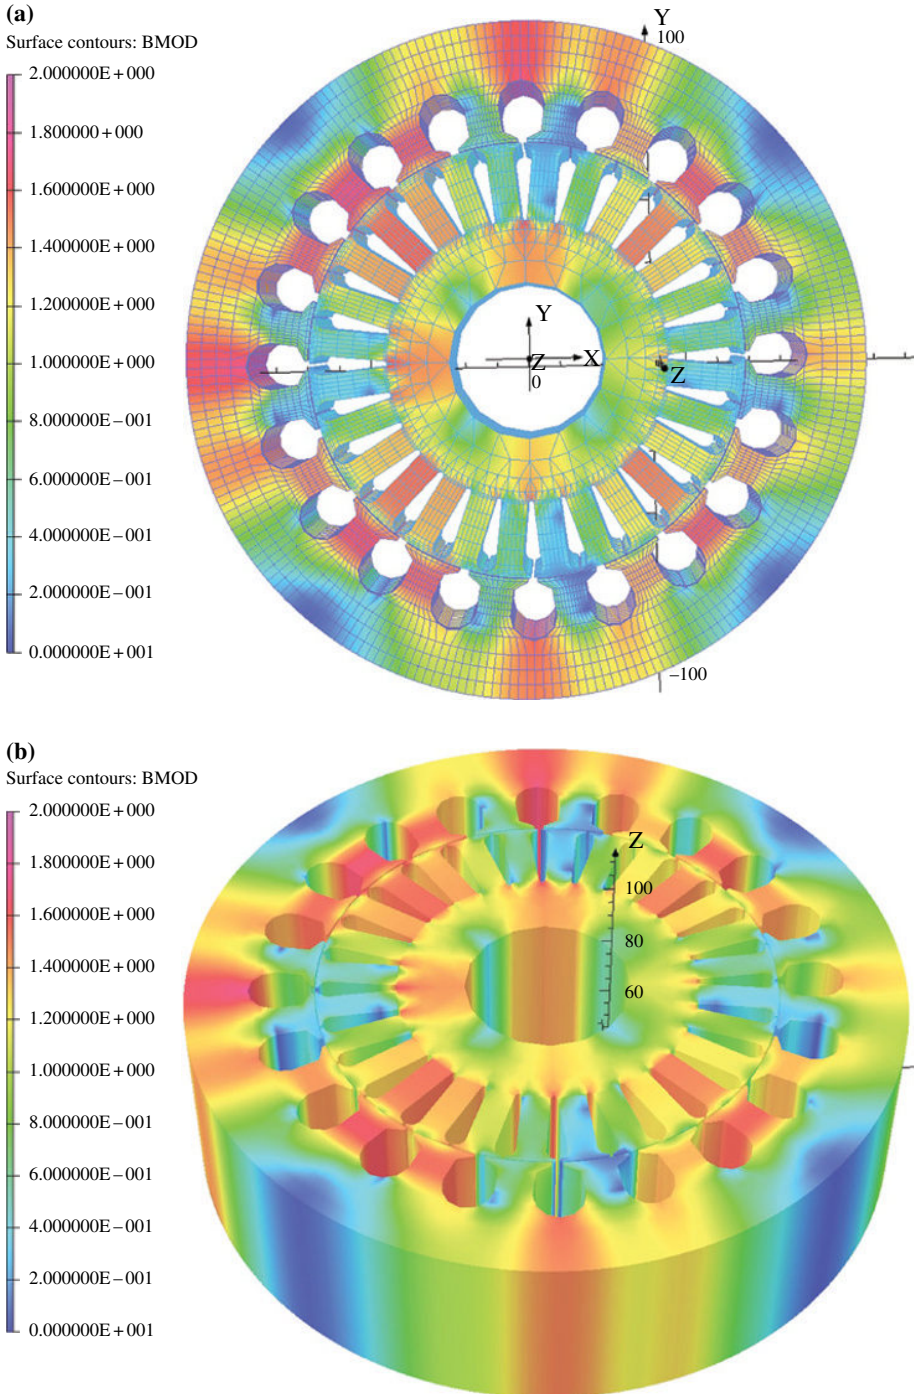 (a)
Surface contours: BMOD
2.000000E+000
1.800000+000
1.600000E+000
1.400000E+000
1.200000E+000
1.000000E+000
8.000000E−001
6.000000E−001
4.000000E−001
2.000000E−001
0.000000E+001
Y
100
Y
Z
X
0
Z
−100
(b)
Surface contours: BMOD
2.000000E+000
1.800000E+000
1.600000E+000
1.400000E+000
1.200000E+000
1.000000E+000
8.000000E−001
6.000000E−001
4.000000E−001
2.000000E−001
0.000000E+001
Z
100
80
60